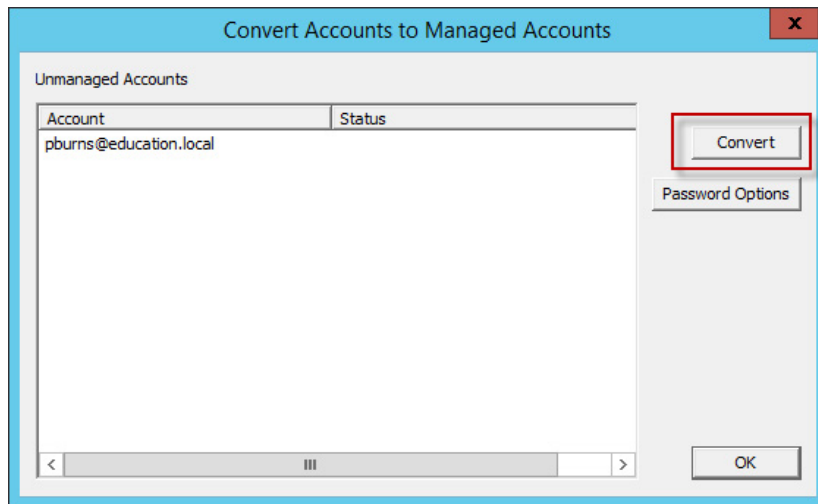 Convert Accounts to Managed Accounts
x
Unmanaged Accounts
Account Status
pburns@education.local
Convert
Password Options
OK